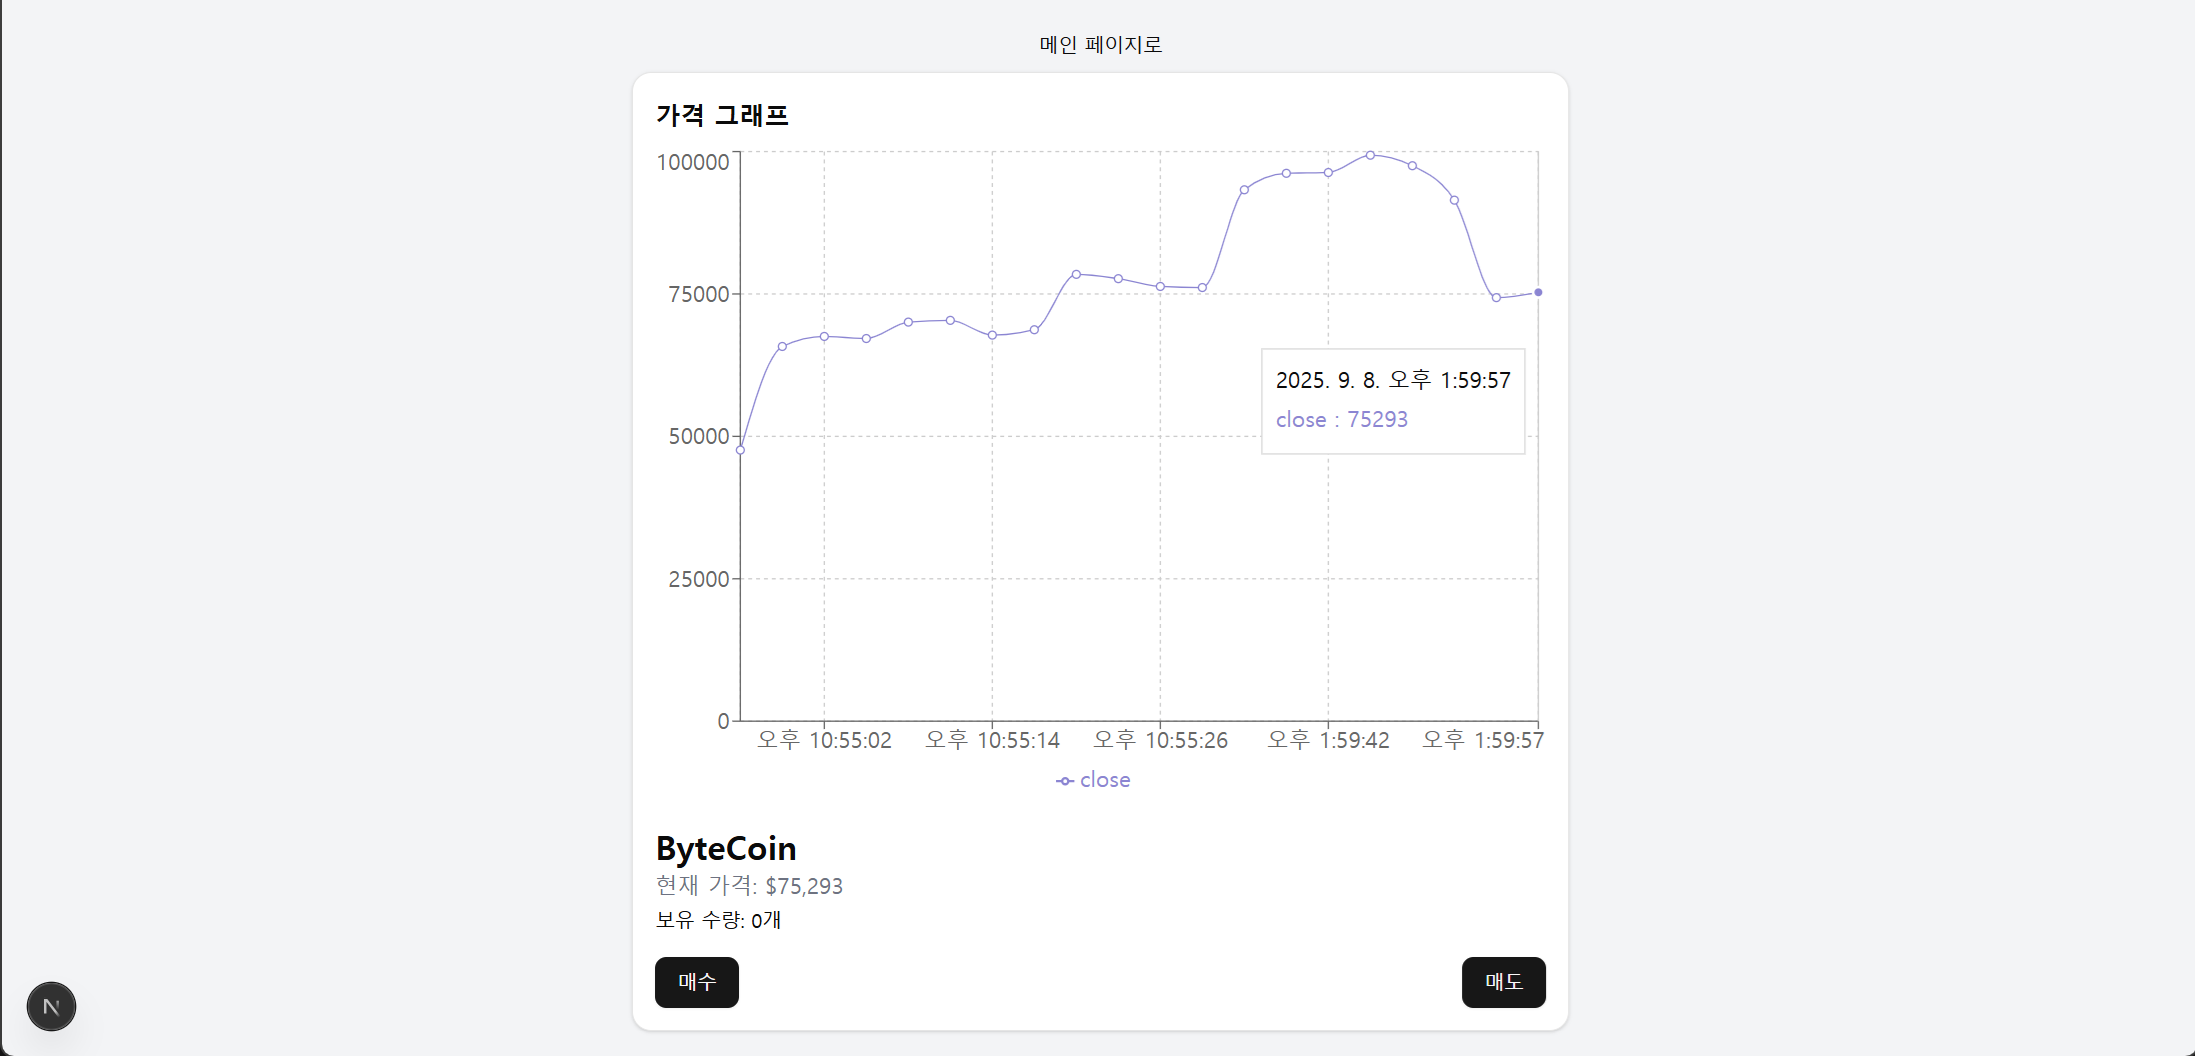 메인 페이지로
가격 그래프
100000
75000
50000
25000
0
2025. 9. 8. 오후 1:59:57
close : 75293
오후 10:55:02 오후 10:55:14 오후 10:55:26 오후 1:59:42 오후 1:59:57
close
ByteCoin
현재 가격: $75,293
보유 수량: 0개
매수 매도
N